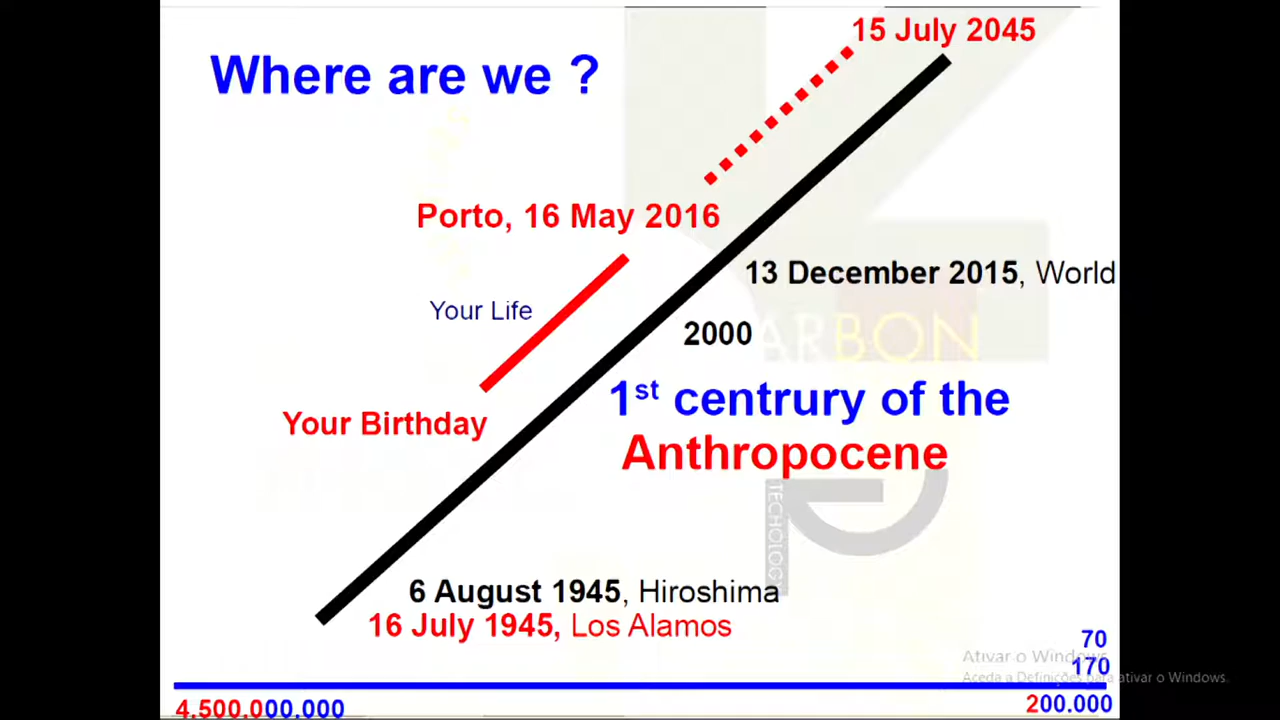 15 July 2045
Where are we ?
Porto, 16 May 2016
13 December 2015, World
Your Life
2000
ARBON
1st centrury of the
Your Birthday
Anthropocene
TECHOLOGY
6 August 1945, Hiroshima
16 July 1945, Los Alamos
70
Ativar o Windows
170
Aceda a Definições para ativar o Windows.
4,500,000,000
200.000